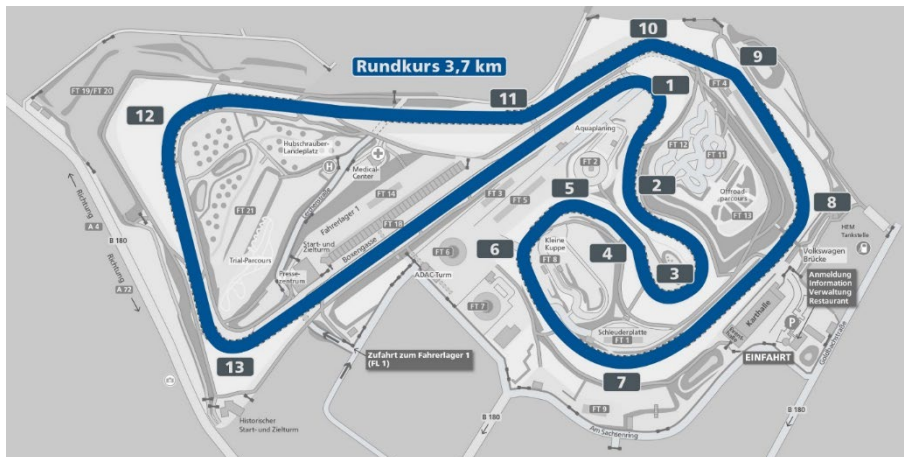 10
9
FT 19/FT 20
Rundkurs 3,7 km
1
FT 4
11
12
Aquaplaning
FT 12
FT 11
Hubschrauber-
Landeplatz
H
Medical-
Center
FT 2
2
Offroad-
parcours
FT 3
FT 5
5
FT 13
8
FT 14
Fahrerlager 1
FT 18
FT 21
HEM
Tankstelle
Richtung
A 4
B 180
Richtung
A 72
Start- und
Zielturm
Boxengasse
6
FT 6
Kleine
Kuppe
FT 8
4
3
Volkswagen
Brücke
Trial-Parcours
Presse-
zentrum
ADAC-Turm
Anmeldung
Information
Verwaltung
Restaurant
FT 7
Karthalle
P
Schleuderplatte
FT 1
Goldbachstraße
EINFAHRT
Zufahrt zum Fahrerlager 1
(FL 1)
13
7
FT 9
B 180
B 180
Am Sachsenring
Historischer
Start- und Zielturm